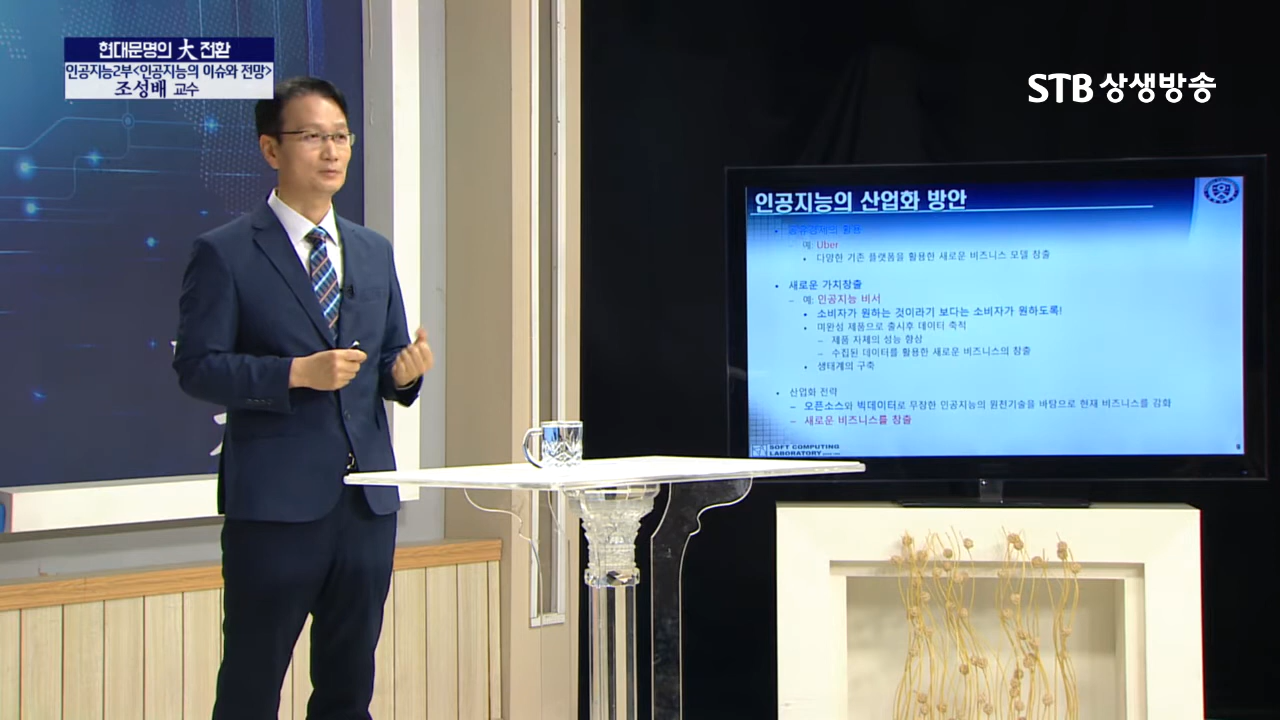 현대문명의 大 전환
인공지능2부<인공지능의 이슈와 전망>
조성배 교수
STB 상생방송
인공지능의 산업화 방안
• 공유경제의 활용
– 예: Uber
• 다양한 기존 플랫폼을 활용한 새로운 비즈니스 모델 창출
• 새로운 가치창출
– 예: 인공지능 비서
• 소비자가 원하는 것이라기 보다는 소비자가 원하도록!
• 미완성 제품으로 출시후 데이터 축적
– 제품 자체의 성능 향상
– 수집된 데이터를 활용한 새로운 비즈니스의 창출
• 생태계의 구축
• 산업화 전략
– 오픈소스와 빅데이터로 무장한 인공지능의 원천기술을 바탕으로 현재 비즈니스를 강화
– 새로운 비즈니스를 창출
SOFT COMPUTING
LABORATORY